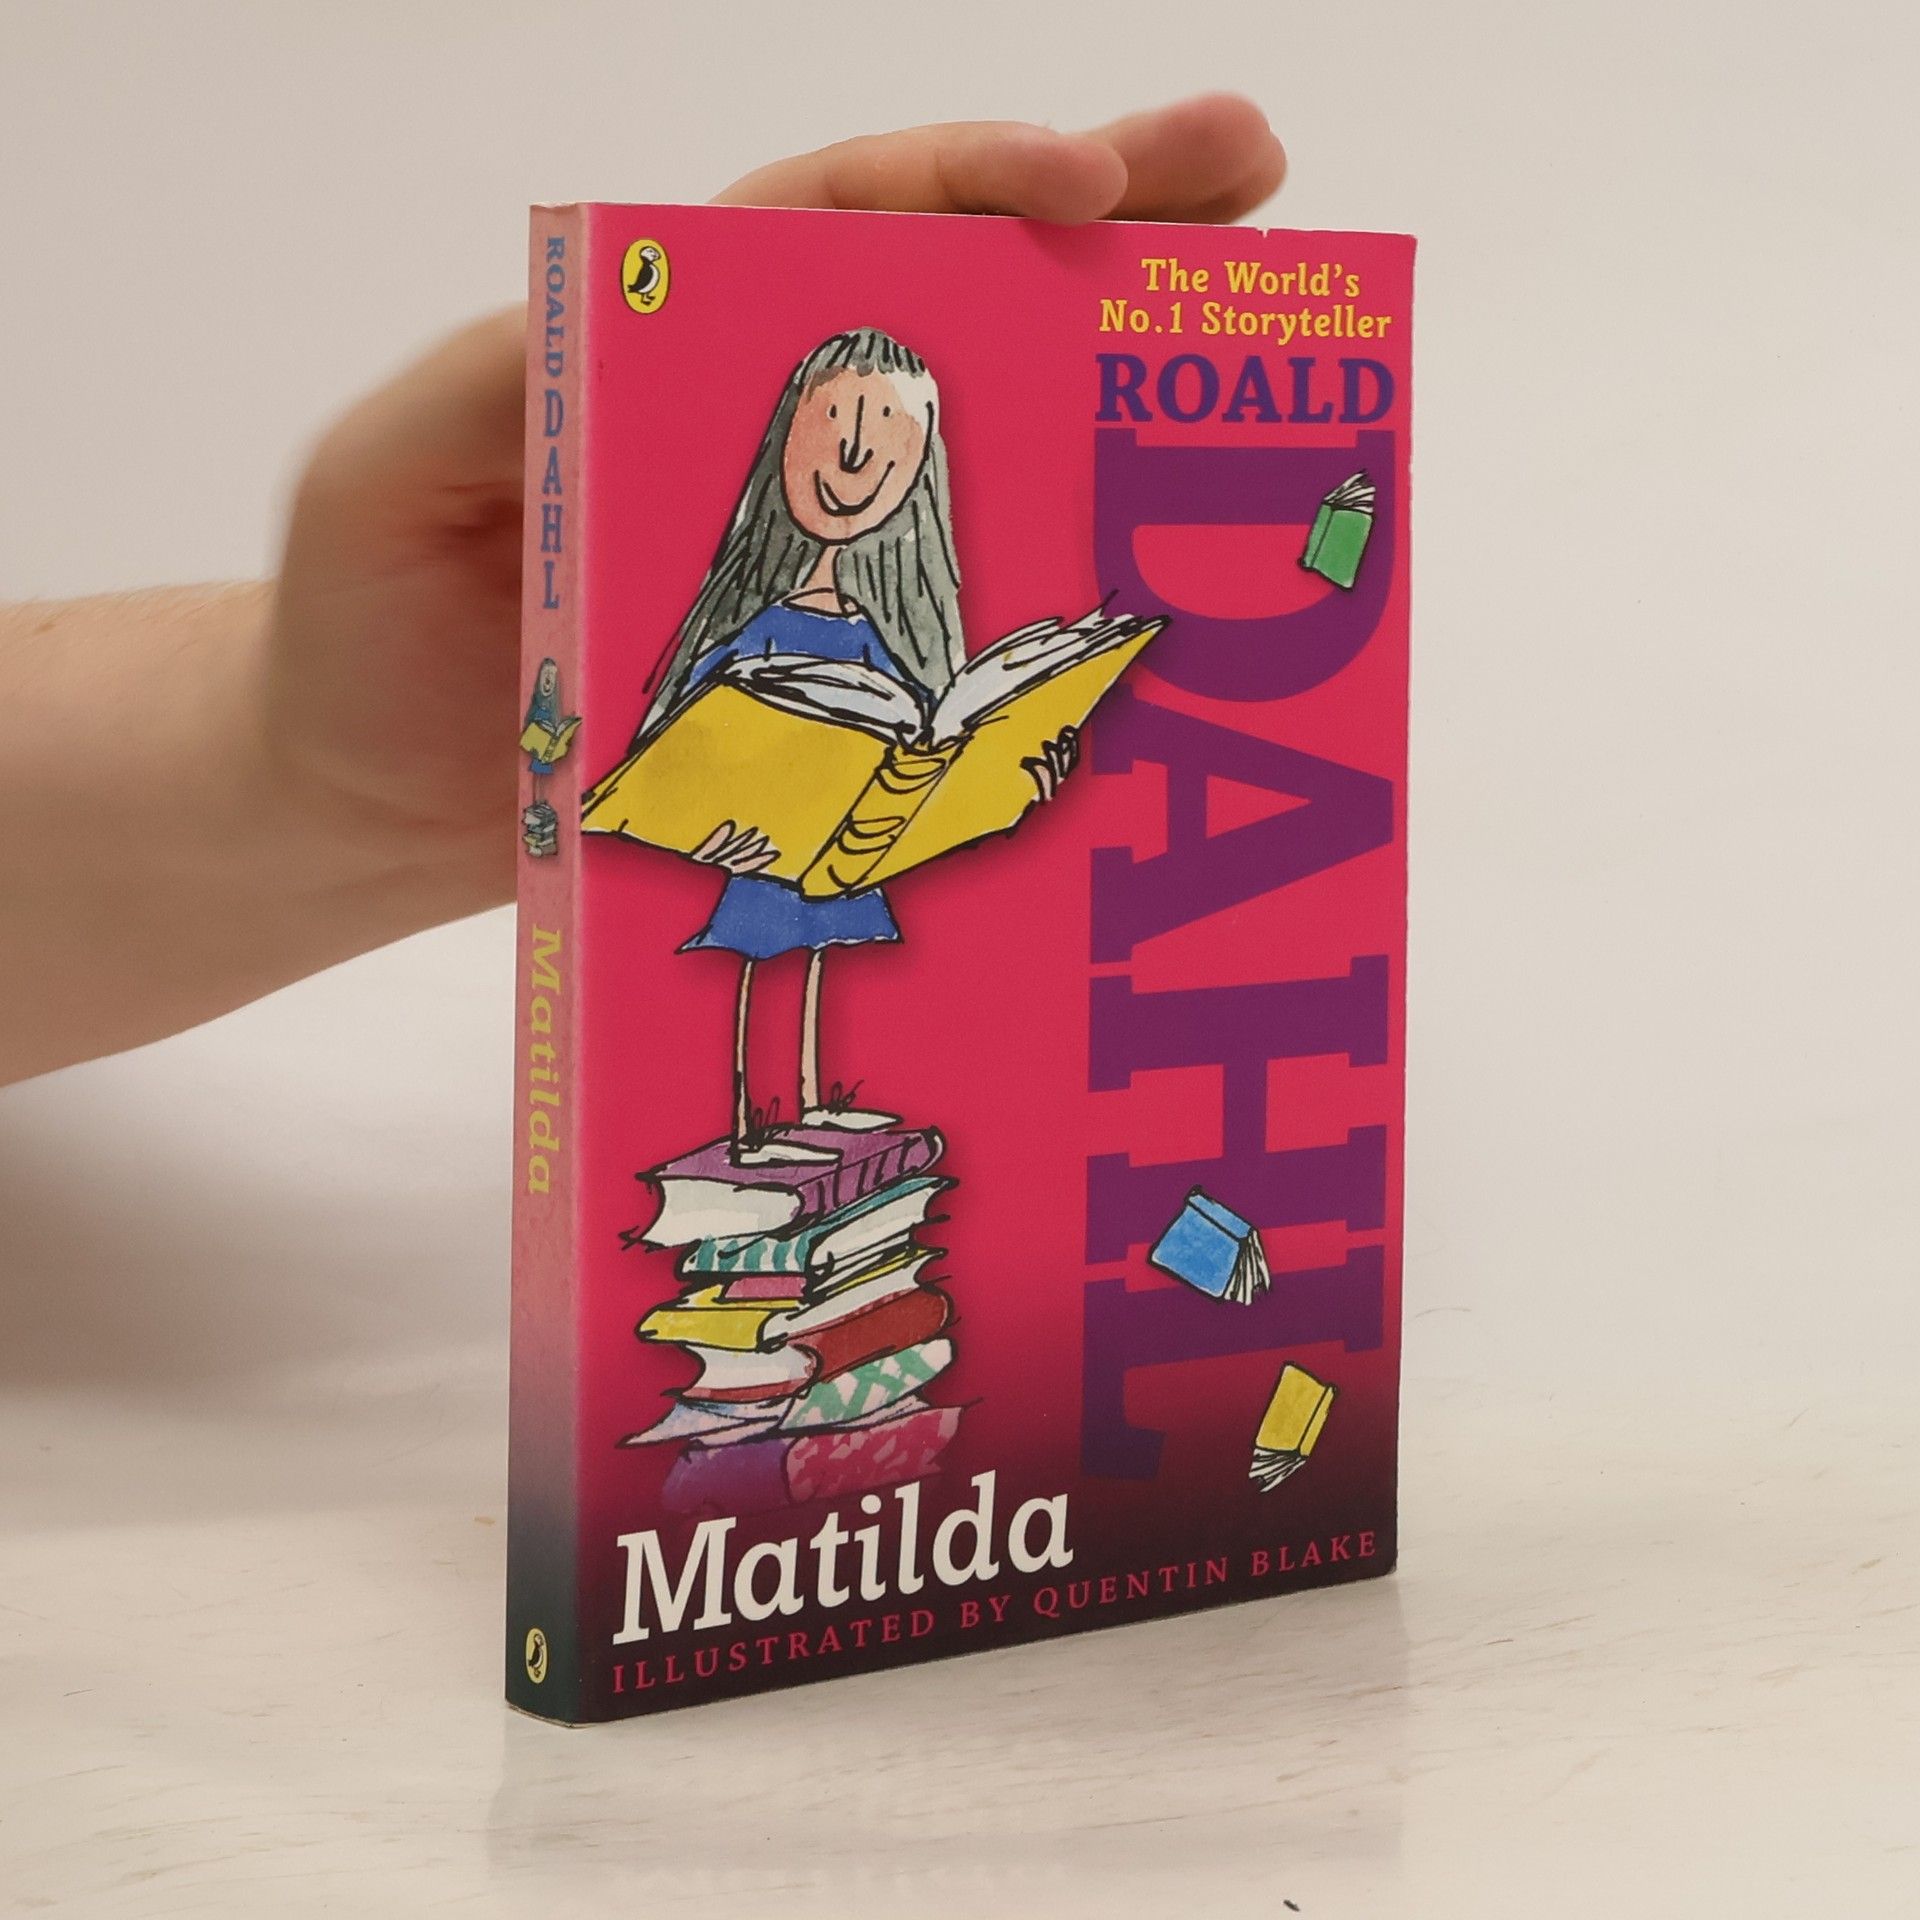 ROALD DAHL
Matilda
The World's
No.1 Storyteller
ROALD
DAHL
Matilda
ILLUSTRATED BY QUENTIN BLAKE